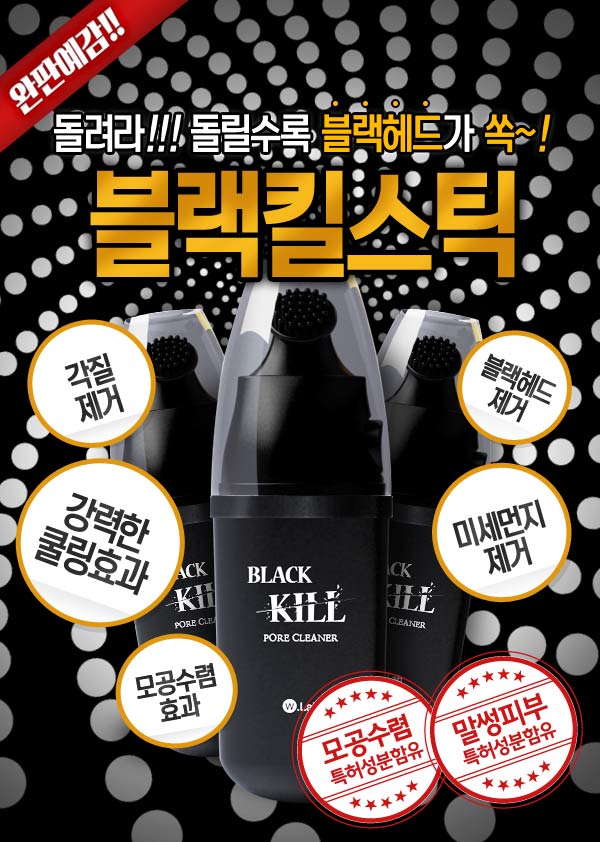 완판예감!!
돌려라!!! 돌릴수록 블랙헤드가 쏙~!
블랙킬스틱
각질
제거
블랙헤드
제거
강력한
쿨링효과
미세먼지
제거
BLACK
KILL
PORE CLEANER
모공수렴
효과
W.La
모공수렴
특허성분함유
말썽피부
특허성분함유